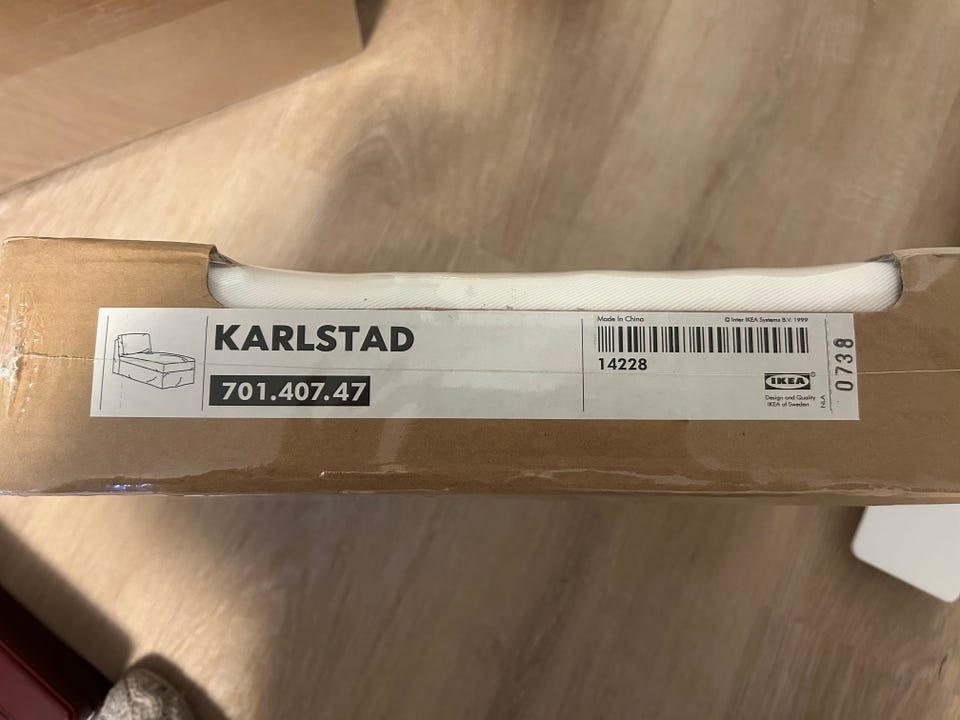 KARLSTAD
701.407.47
Made in China
© Inter IKEA Systems B.V. 1999
14228
IKEA®
Design and Quality
IKEA of Sweden
NLA
0738